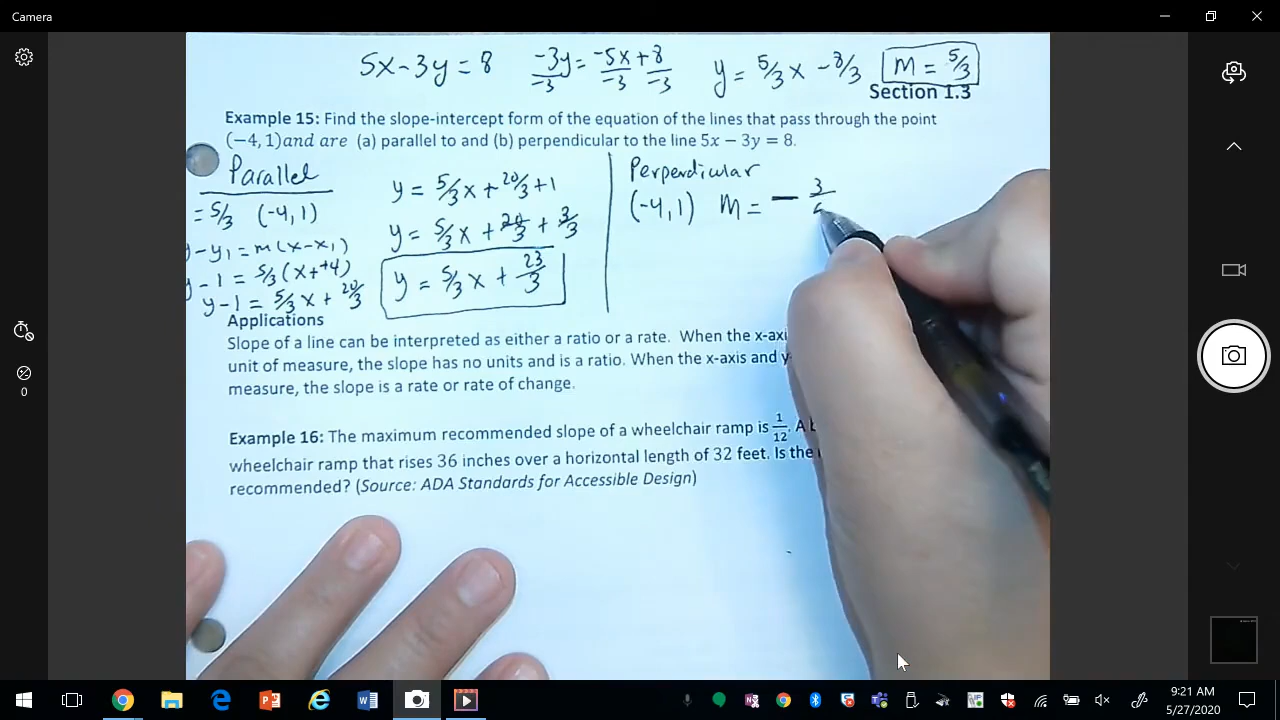 Camera
5x - 3y = 8   -3y/-3 = -5x/-3 + 8/-3   y = 5/3 x - 8/3   m = 5/3
Section 1.3
Example 15: Find the slope-intercept form of the equation of the lines that pass through the point
(−4, 1)and are (a) parallel to and (b) perpendicular to the line 5x − 3y = 8.
Parallel
= 5/3 (-4, 1)
y - y1 = m(x - x1)
y - 1 = 5/3 (x + +4)
y - 1 = 5/3 x + 20/3
y = 5/3 x + 20/3 + 1
y = 5/3 x + 20/3 + 3/3
y = 5/3 x + 23/3
Perpendicular
(-4, 1) m = - 3/
Applications
Slope of a line can be interpreted as either a ratio or a rate. When the x-axi
unit of measure, the slope has no units and is a ratio. When the x-axis and y
measure, the slope is a rate or rate of change.
Example 16: The maximum recommended slope of a wheelchair ramp is 1/12. A b
wheelchair ramp that rises 36 inches over a horizontal length of 32 feet. Is the
recommended? (Source: ADA Standards for Accessible Design)
0
9:21 AM
5/27/2020